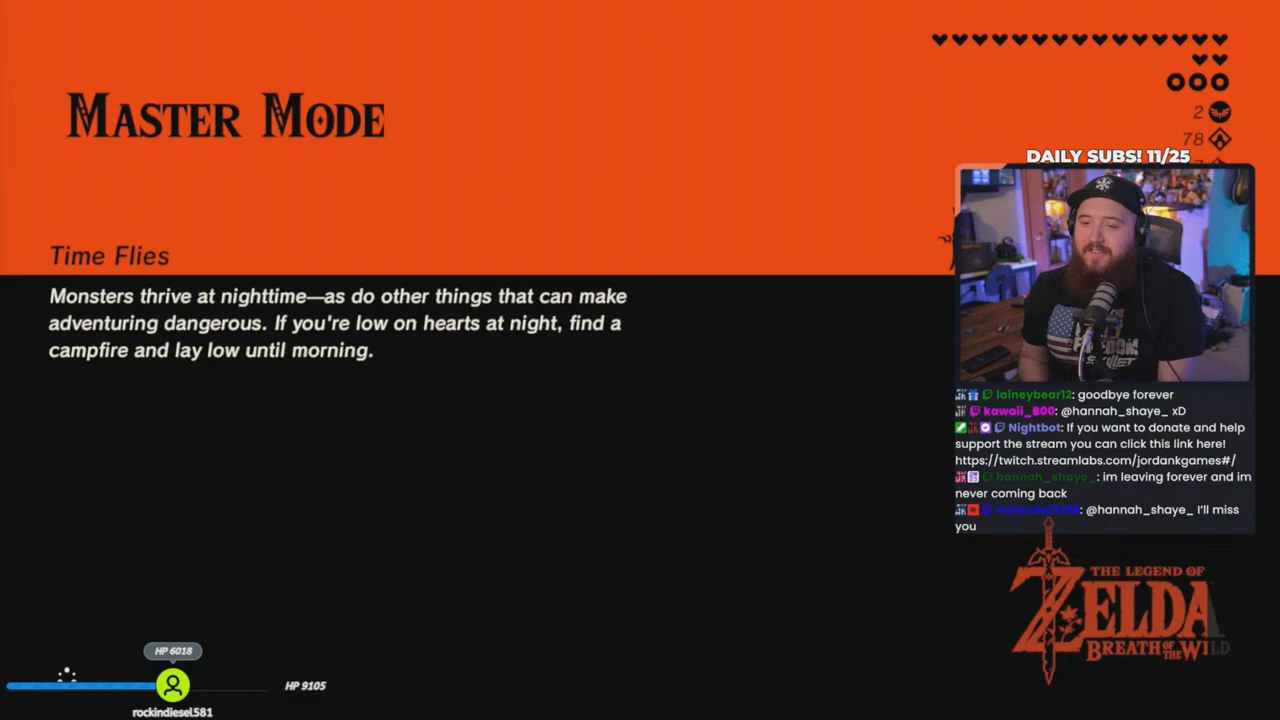 MASTER MODE
2
78
DAILY SUBS! 11/25
Time Flies
Monsters thrive at nighttime—as do other things that can make
adventuring dangerous. If you're low on hearts at night, find a
campfire and lay low until morning.
laineybear12: goodbye forever
kawaii_B00: @hannah_shaye_ xD
Nightbot: If you want to donate and help
support the stream you can click this link here!
https://twitch.streamlabs.com/jordankgames#/
hannah_shaye_: im leaving forever and im
never coming back
: @hannah_shaye_ I'll miss
you
THE LEGEND OF
ZELDA
BREATH OF THE WILD
HP 6018
HP 9105
rockindiesel581